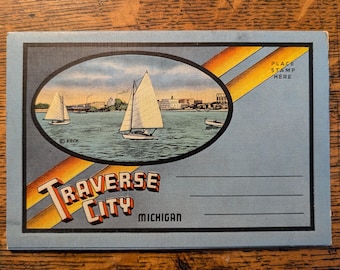 PLACE
STAMP
HERE
TRAVERSE
CITY
MICHIGAN